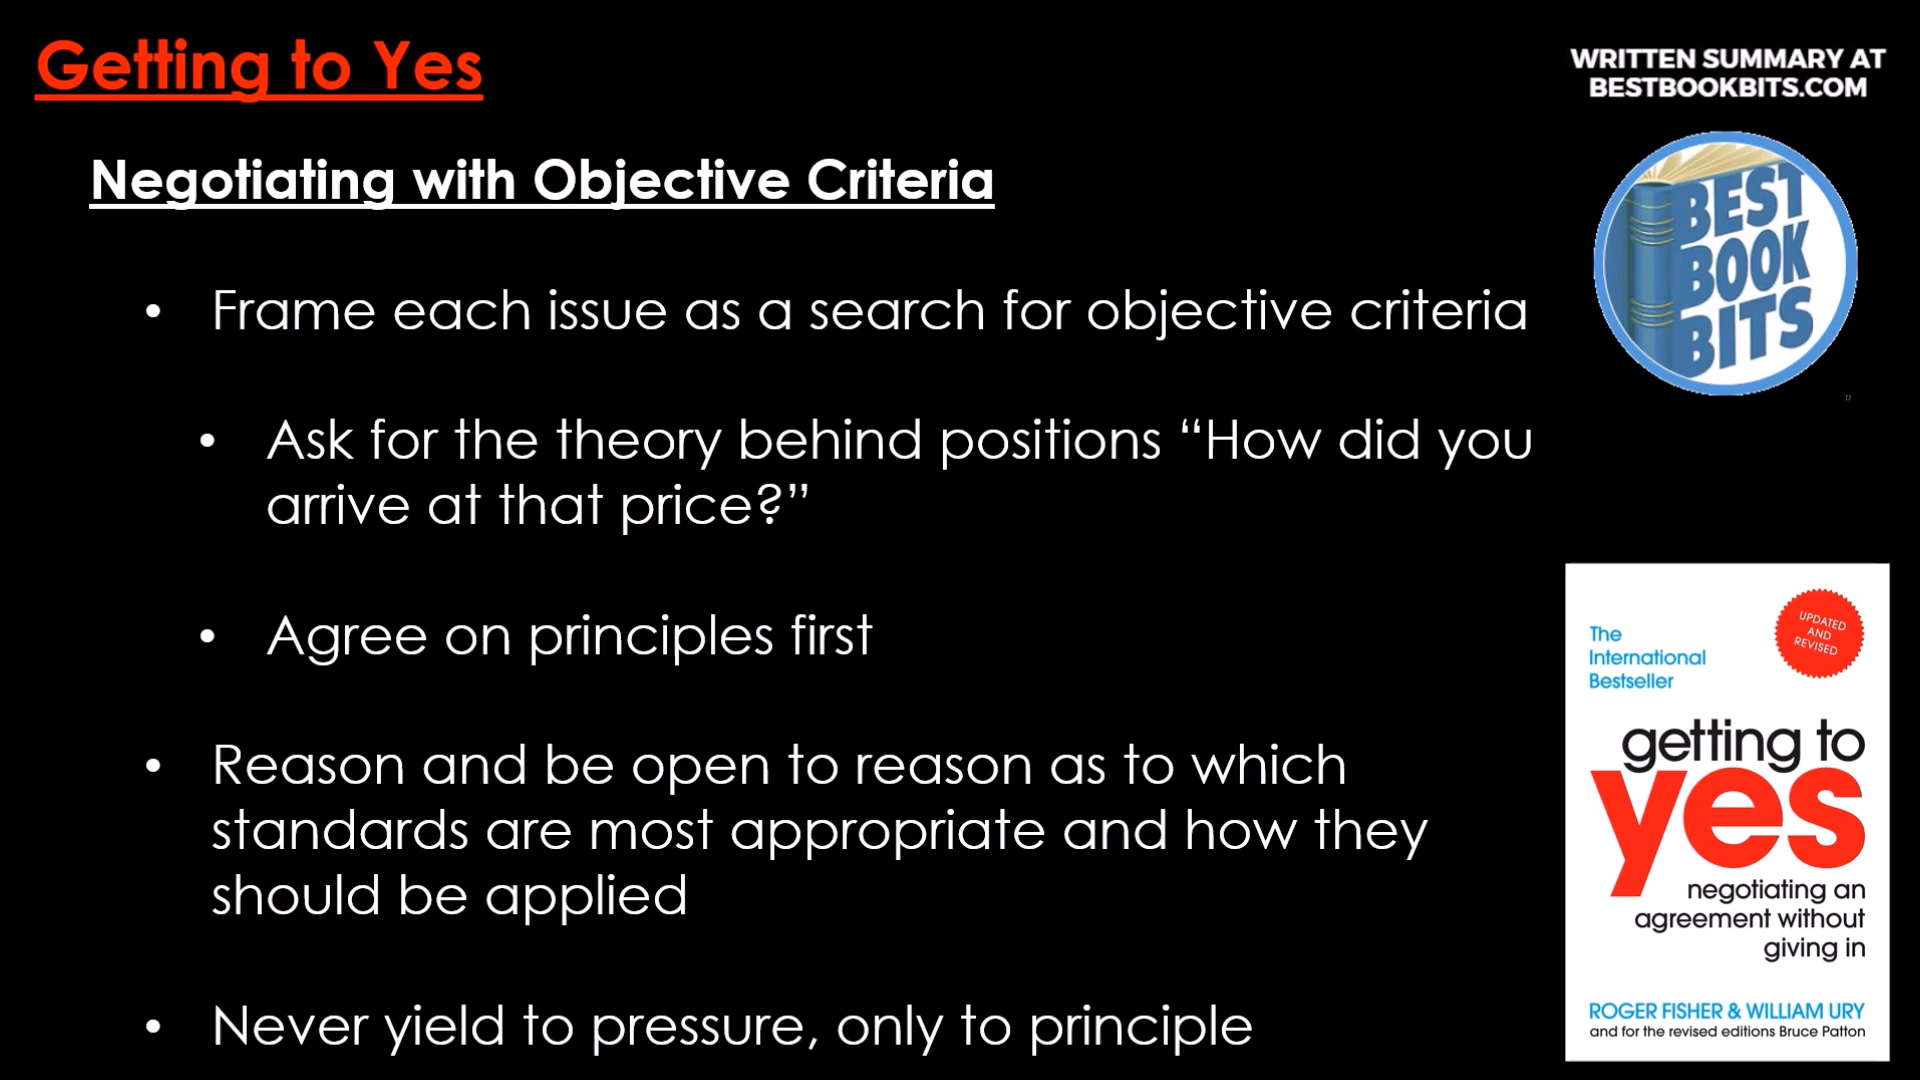 Getting to Yes
WRITTEN SUMMARY AT
BESTBOOKBITS.COM
Negotiating with Objective Criteria
BEST
BOOK
BITS
• Frame each issue as a search for objective criteria
• Ask for the theory behind positions “How did you
arrive at that price?”
• Agree on principles first
• Reason and be open to reason as to which
standards are most appropriate and how they
should be applied
• Never yield to pressure, only to principle
The
International
Bestseller
UPDATED
AND
REVISED
getting to
yes
negotiating an
agreement without
giving in
ROGER FISHER & WILLIAM URY
and for the revised editions Bruce Patton